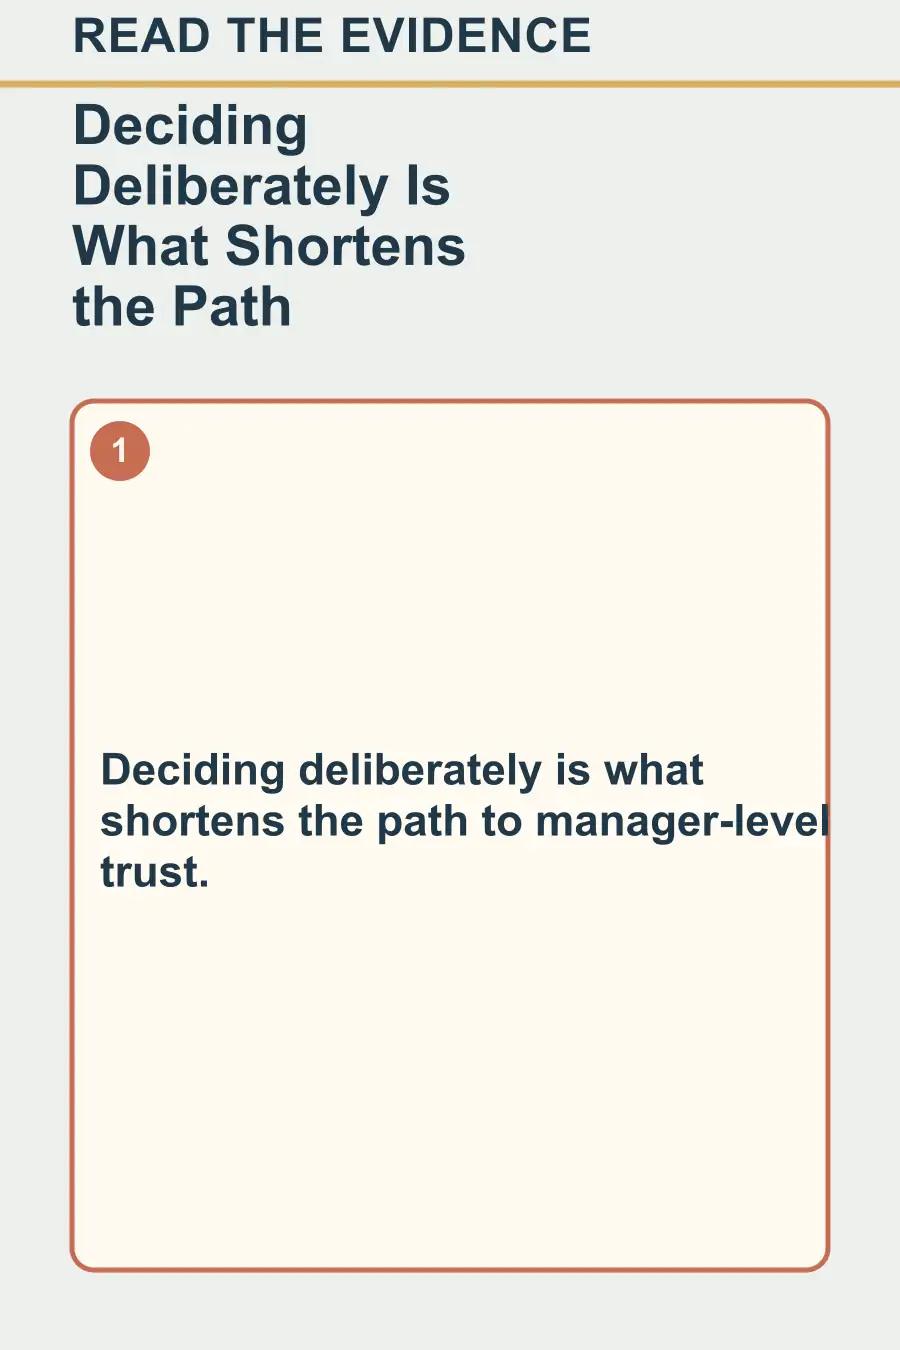 READ THE EVIDENCE
Deciding
Deliberately Is
What Shortens
the Path
1
Deciding deliberately is what
shortens the path to manager-level
trust.